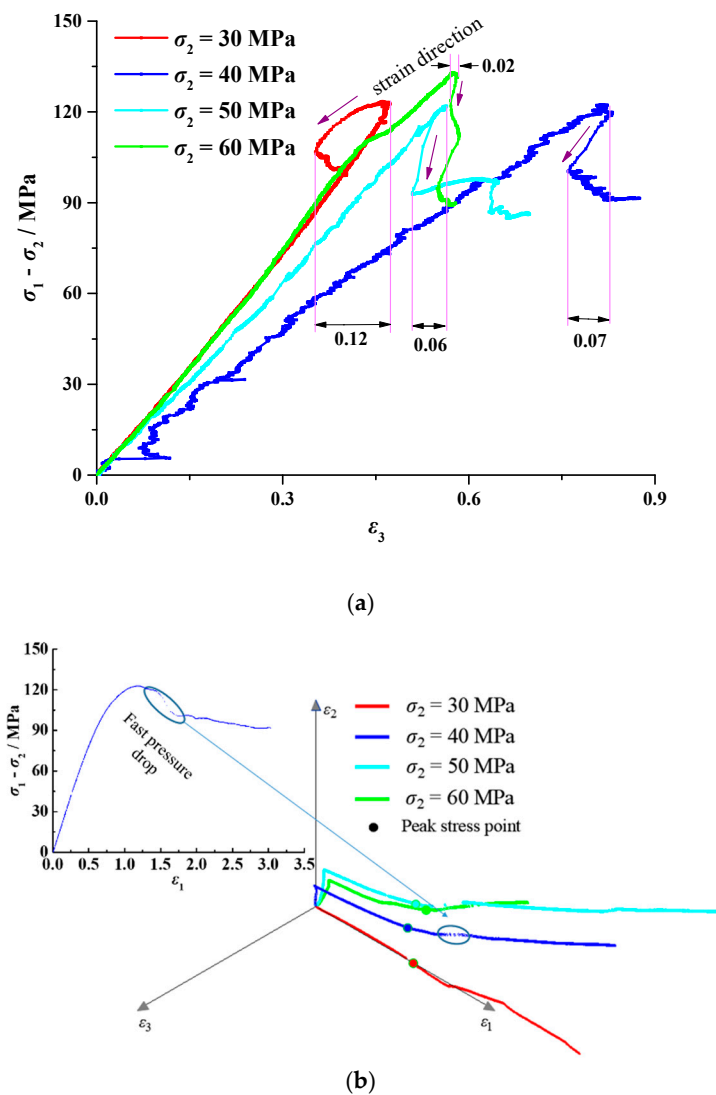 150
120
90
60
30
0
σ1 - σ2 / MPa
σ2 = 30 MPa
σ2 = 40 MPa
σ2 = 50 MPa
σ2 = 60 MPa
strain direction
0.02
0.12
0.06
0.07
0.0 0.3 0.6 0.9
ε3
(a)
150
120
90
60
30
0
σ1 - σ2 / MPa
Fast pressure
drop
0.0 0.5 1.0 1.5 2.0 2.5 3.0 3.5
ε1
ε2
σ2 = 30 MPa
σ2 = 40 MPa
σ2 = 50 MPa
σ2 = 60 MPa
Peak stress point
ε3
ε1
(b)